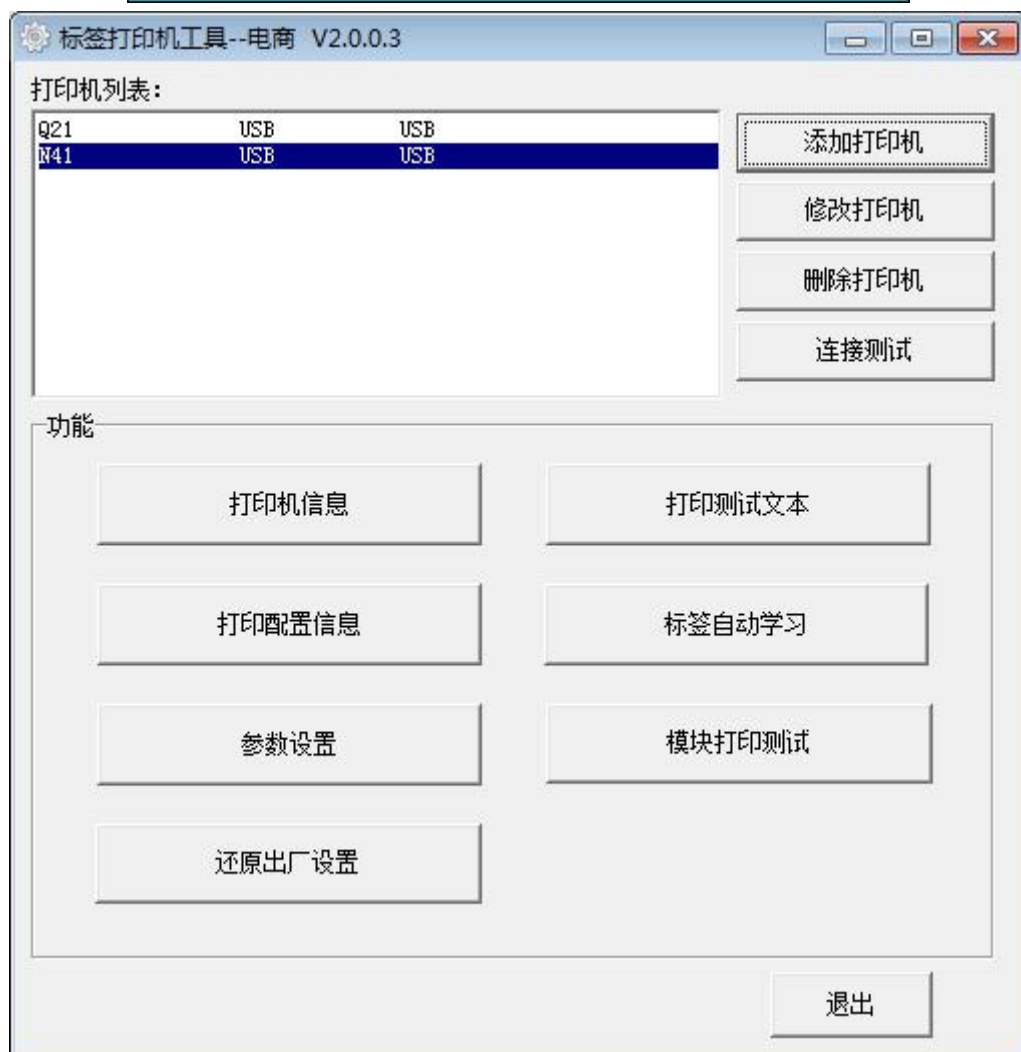 标签打印机工具--电商 V2.0.0.3
打印机列表：
Q21 USB USB
N41 USB USB
添加打印机
修改打印机
删除打印机
连接测试
功能
打印机信息
打印测试文本
打印配置信息
标签自动学习
参数设置
模块打印测试
还原出厂设置
退出